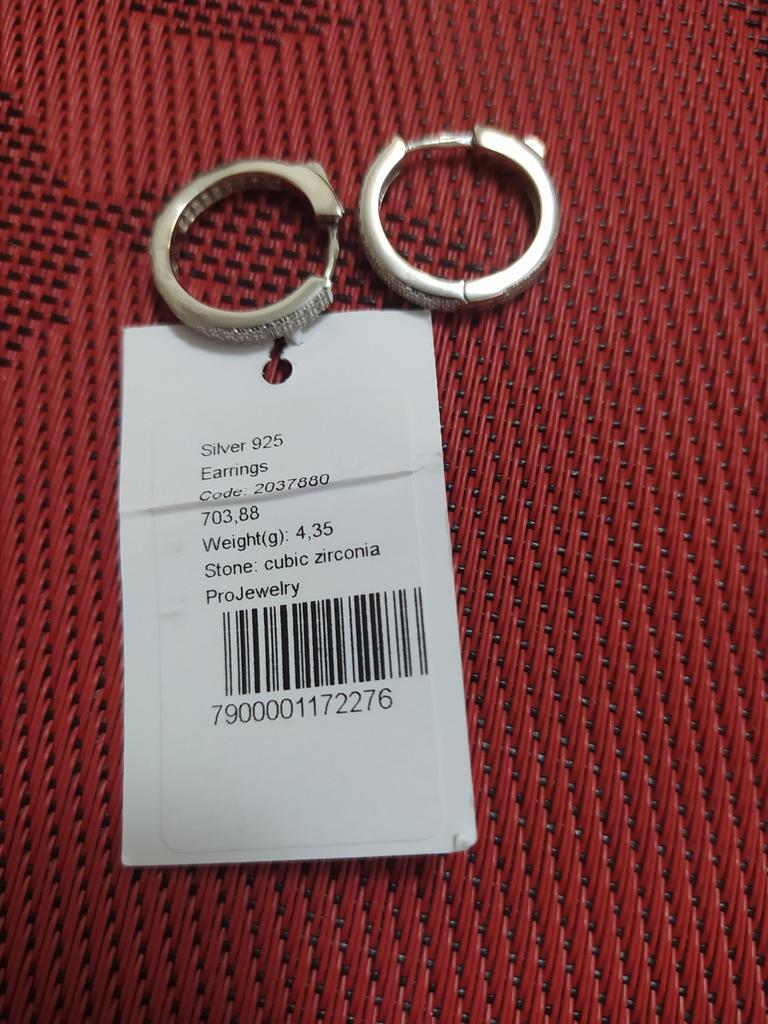 Silver 925
Earrings
Code: 2037880
703,88
Weight(g): 4,35
Stone: cubic zirconia
ProJewelry
7900001172276